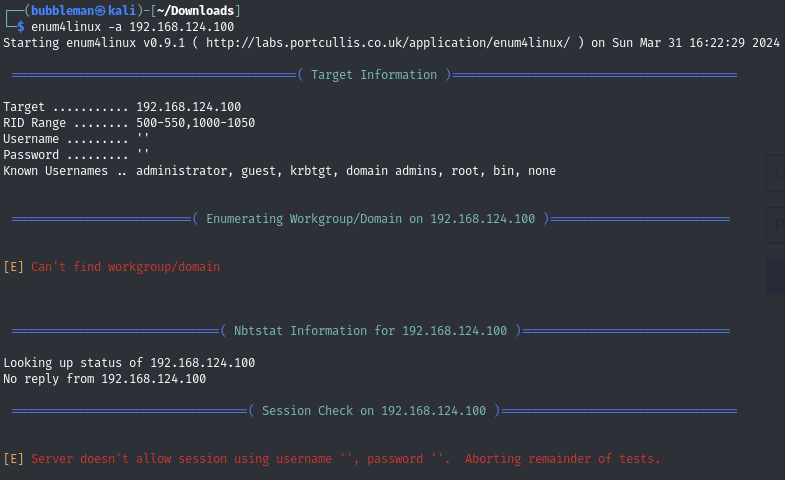 ┌──(bubbleman㉿kali)-[~/Downloads]
└─$ enum4linux -a 192.168.124.100
Starting enum4linux v0.9.1 ( http://labs.portcullis.co.uk/application/enum4linux/ ) on Sun Mar 31 16:22:29 2024
=========================================( Target Information )=========================================
Target ........... 192.168.124.100
RID Range ........ 500-550,1000-1050
Username ......... ''
Password ......... ''
Known Usernames .. administrator, guest, krbtgt, domain admins, root, bin, none
==========================( Enumerating Workgroup/Domain on 192.168.124.100 )==========================
[E] Can't find workgroup/domain
==============================( Nbtstat Information for 192.168.124.100 )==============================
Looking up status of 192.168.124.100
No reply from 192.168.124.100
==================================( Session Check on 192.168.124.100 )==================================
[E] Server doesn't allow session using username '', password ''.  Aborting remainder of tests.